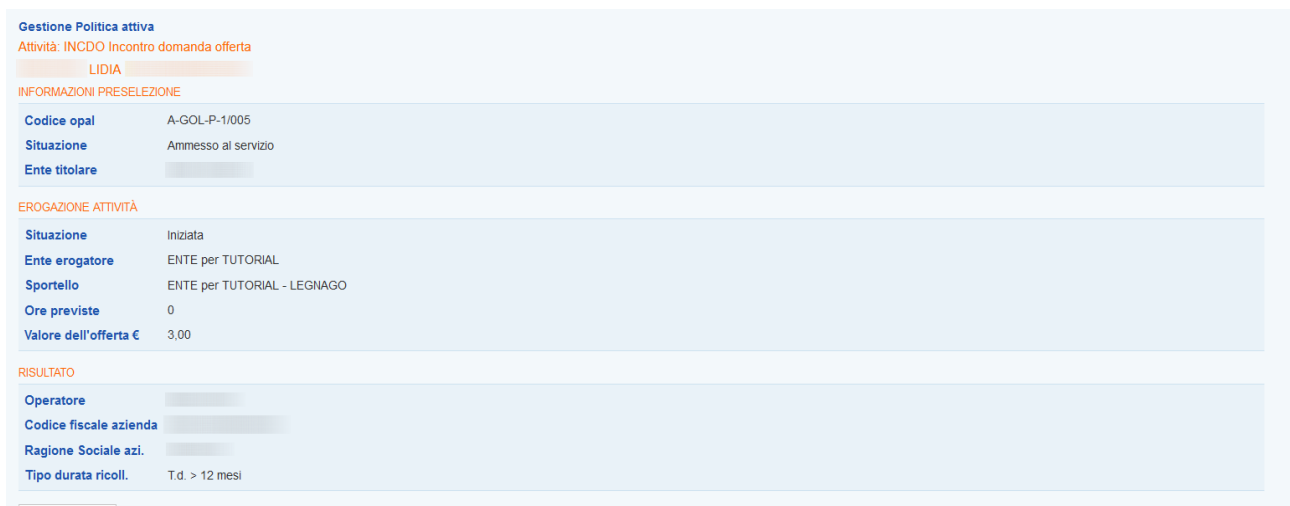 Gestione Politica attiva
Attività: INCDO Incontro domanda offerta
LIDIA
INFORMAZIONI PRESELEZIONE
Codice opal A-GOL-P-1/005
Situazione Ammesso al servizio
Ente titolare
EROGAZIONE ATTIVITÀ
Situazione Iniziata
Ente erogatore ENTE per TUTORIAL
Sportello ENTE per TUTORIAL - LEGNAGO
Ore previste 0
Valore dell'offerta € 3,00
RISULTATO
Operatore
Codice fiscale azienda
Ragione Sociale azi.
Tipo durata ricoll. T.d. > 12 mesi